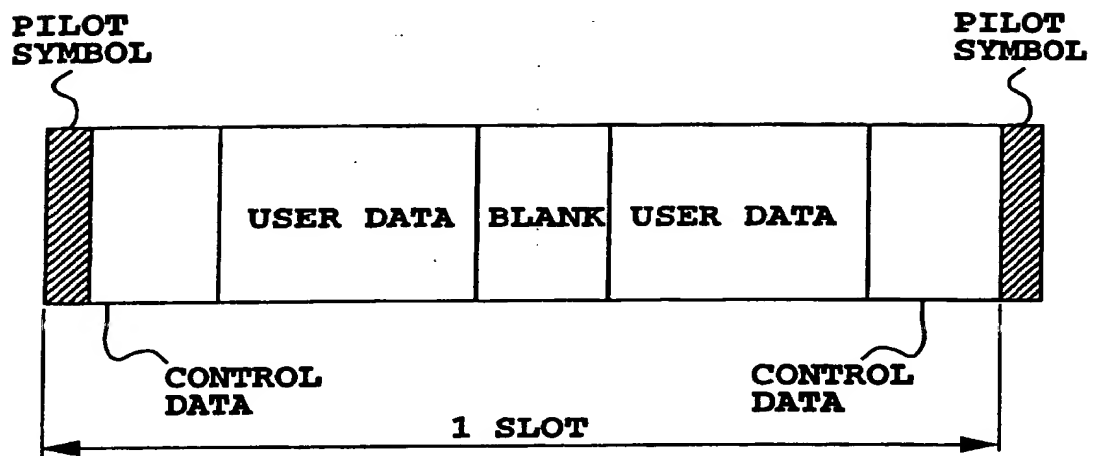 PILOT
SYMBOL
PILOT
SYMBOL
USER DATA
BLANK
USER DATA
CONTROL
DATA
CONTROL
DATA
1 SLOT